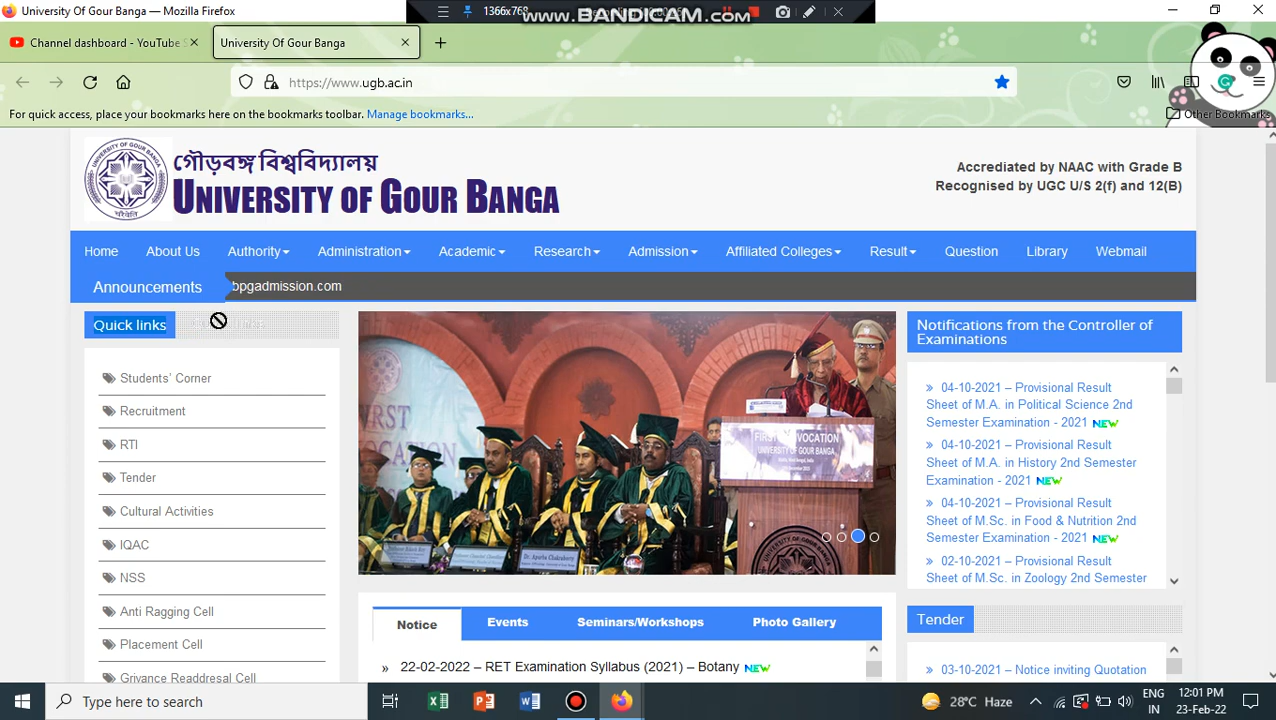 University Of Gour Banga — Mozilla Firefox
1366x768
www.BANDICAM.com
Channel dashboard - YouTube S
University Of Gour Banga
https://www.ugb.ac.in
For quick access, place your bookmarks here on the bookmarks toolbar. Manage bookmarks...
Other Bookmarks
গৌড়বঙ্গ বিশ্ববিদ্যালয়
UNIVERSITY OF GOUR BANGA
Accrediated by NAAC with Grade B
Recognised by UGC U/S 2(f) and 12(B)
Home About Us Authority Administration Academic Research Admission Affiliated Colleges Result Question Library Webmail
Announcements
bpgadmission.com
Quick links
Students' Corner
Recruitment
RTI
Tender
Cultural Activities
IQAC
NSS
Anti Ragging Cell
Placement Cell
Grivance Readdresal Cell
FIRST CONVOCATION
UNIVERSITY OF GOUR BANGA
Notice Events Seminars/Workshops Photo Gallery
» 22-02-2022 – RET Examination Syllabus (2021) – Botany NEW
Notifications from the Controller of
Examinations
» 04-10-2021 – Provisional Result
Sheet of M.A. in Political Science 2nd
Semester Examination - 2021 NEW
» 04-10-2021 – Provisional Result
Sheet of M.A. in History 2nd Semester
Examination - 2021 NEW
» 04-10-2021 – Provisional Result
Sheet of M.Sc. in Food & Nutrition 2nd
Semester Examination - 2021 NEW
» 02-10-2021 – Provisional Result
Sheet of M.Sc. in Zoology 2nd Semester
Tender
» 03-10-2021 – Notice inviting Quotation
Type here to search
28°C Haze
ENG
IN
12:01 PM
23-Feb-22